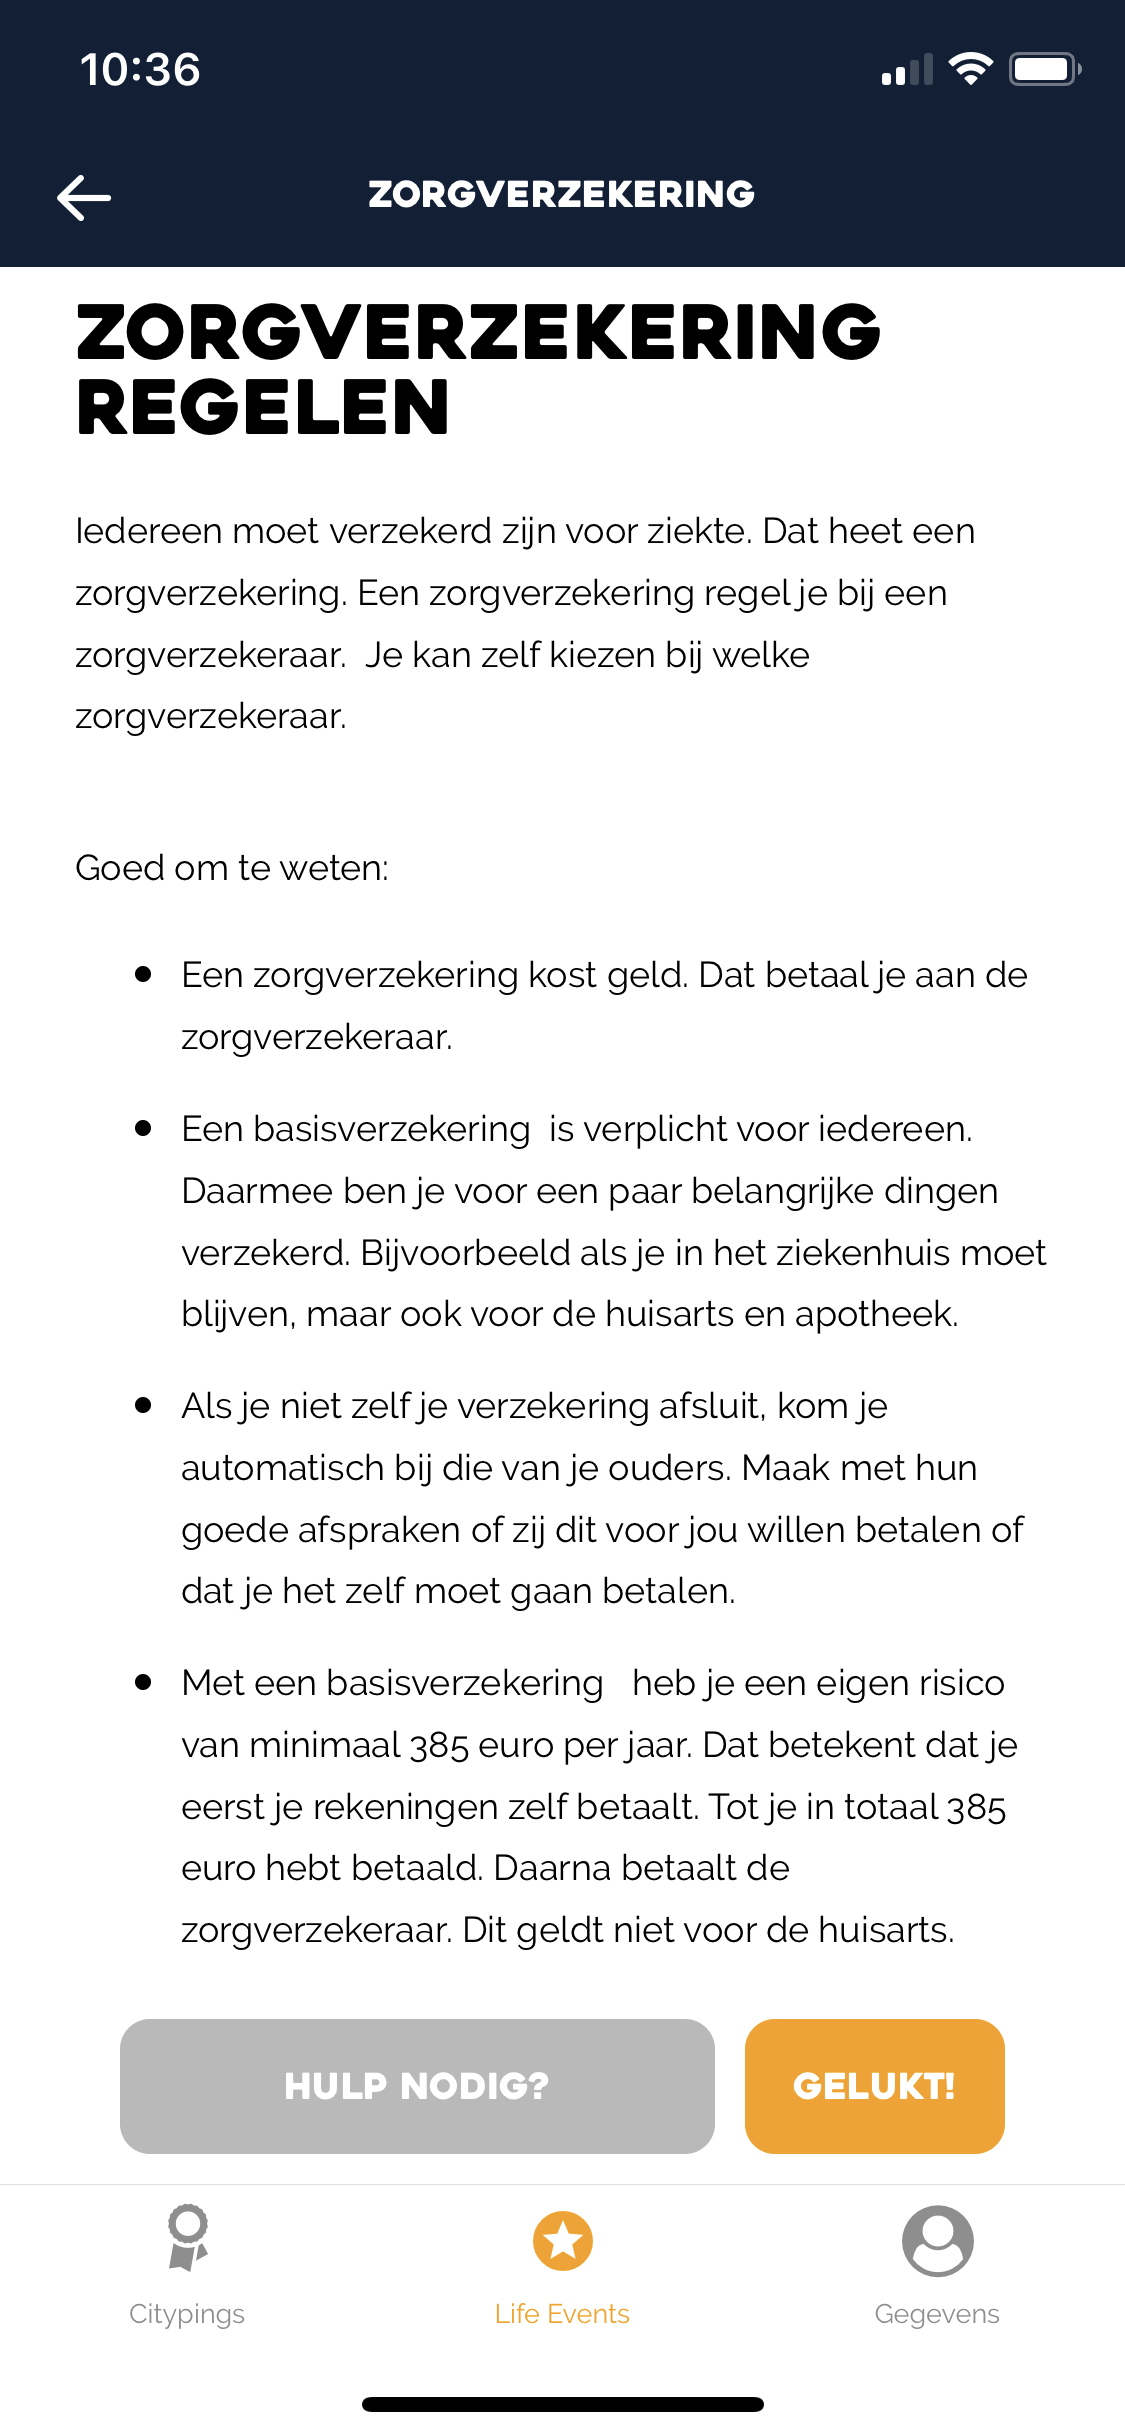 10:36
ZORGVERZEKERING
ZORGVERZEKERING
REGELEN
Iedereen moet verzekerd zijn voor ziekte. Dat heet een
zorgverzekering. Een zorgverzekering regel je bij een
zorgverzekeraar.  Je kan zelf kiezen bij welke
zorgverzekeraar.
Goed om te weten:
• Een zorgverzekering kost geld. Dat betaal je aan de
zorgverzekeraar.
• Een basisverzekering  is verplicht voor iedereen.
Daarmee ben je voor een paar belangrijke dingen
verzekerd. Bijvoorbeeld als je in het ziekenhuis moet
blijven, maar ook voor de huisarts en apotheek.
• Als je niet zelf je verzekering afsluit, kom je
automatisch bij die van je ouders. Maak met hun
goede afspraken of zij dit voor jou willen betalen of
dat je het zelf moet gaan betalen.
• Met een basisverzekering   heb je een eigen risico
van minimaal 385 euro per jaar. Dat betekent dat je
eerst je rekeningen zelf betaalt. Tot je in totaal 385
euro hebt betaald. Daarna betaalt de
zorgverzekeraar. Dit geldt niet voor de huisarts.
HULP NODIG?
GELUKT!
Citypings
Life Events
Gegevens